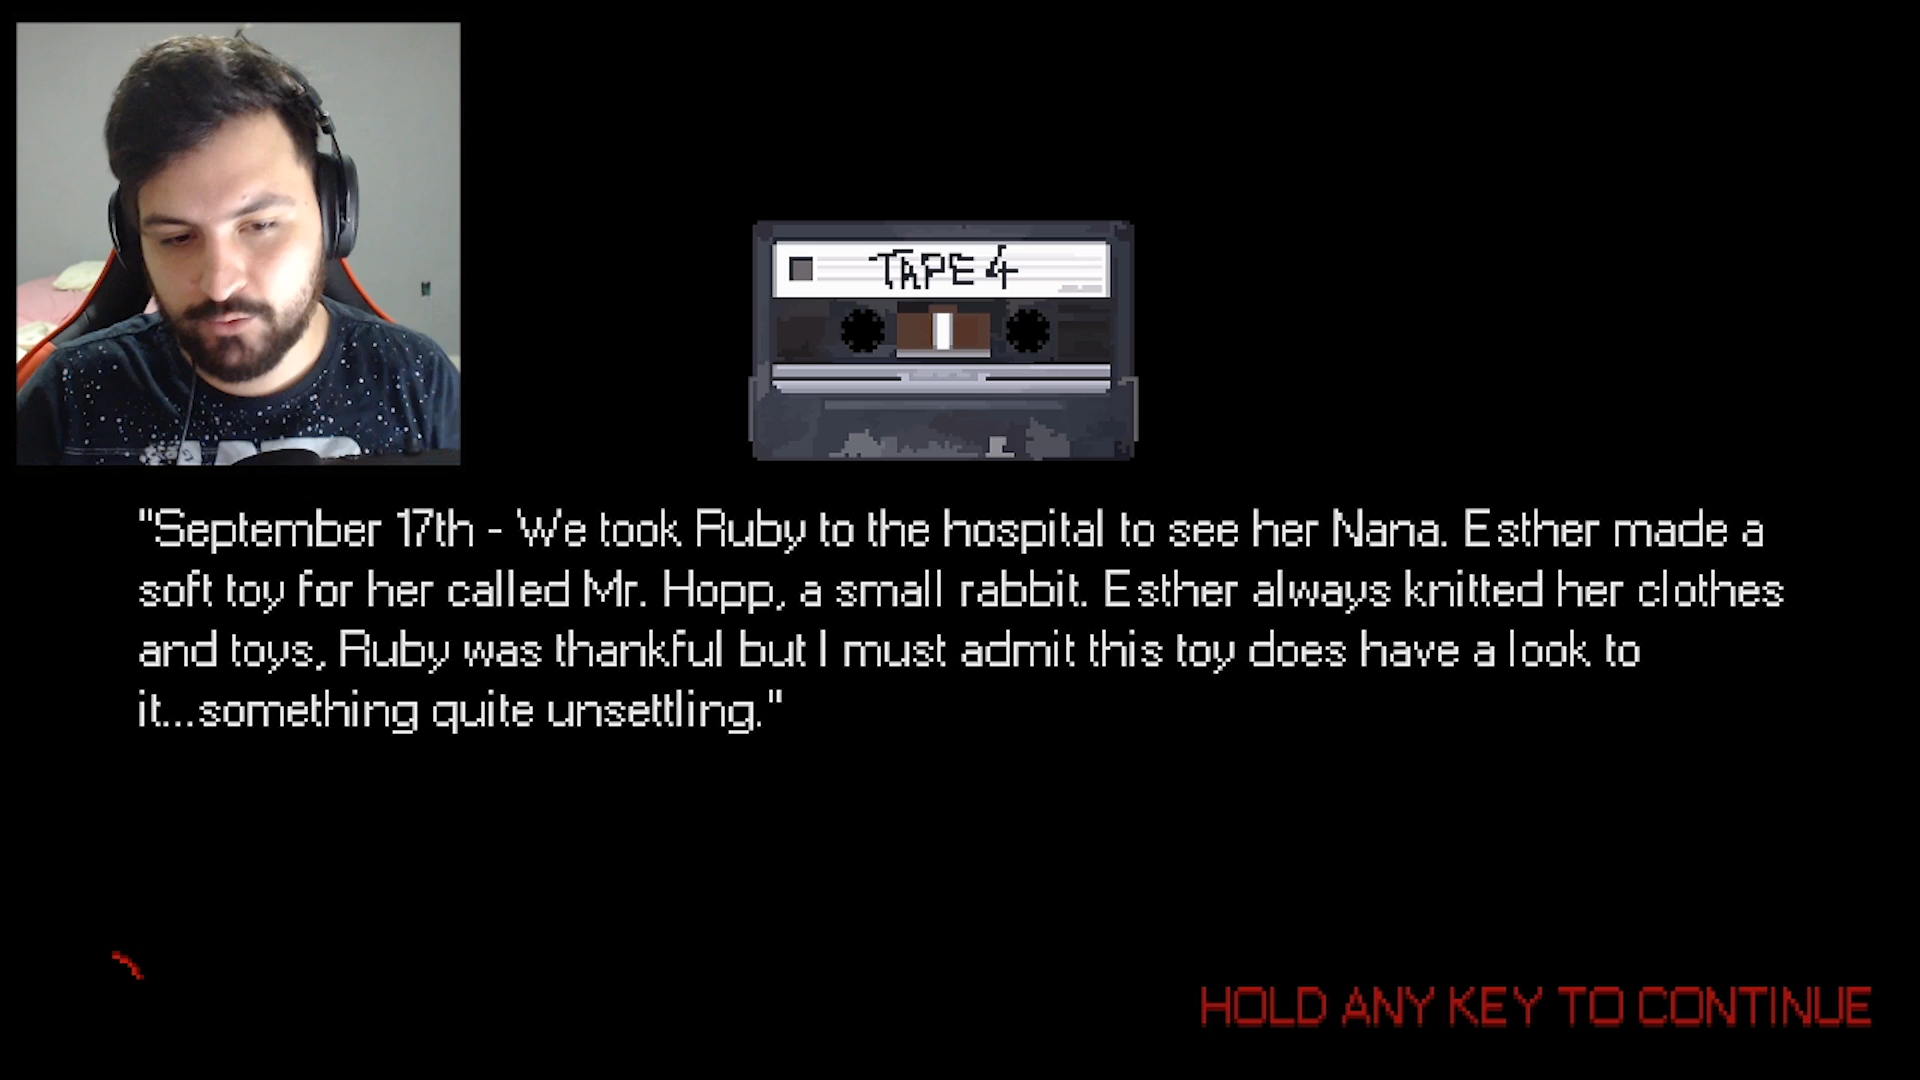 TAPE 4
"September 17th - We took Ruby to the hospital to see her Nana. Esther made a
soft toy for her called Mr. Hopp, a small rabbit. Esther always knitted her clothes
and toys, Ruby was thankful but I must admit this toy does have a look to
it...something quite unsettling."
HOLD ANY KEY TO CONTINUE